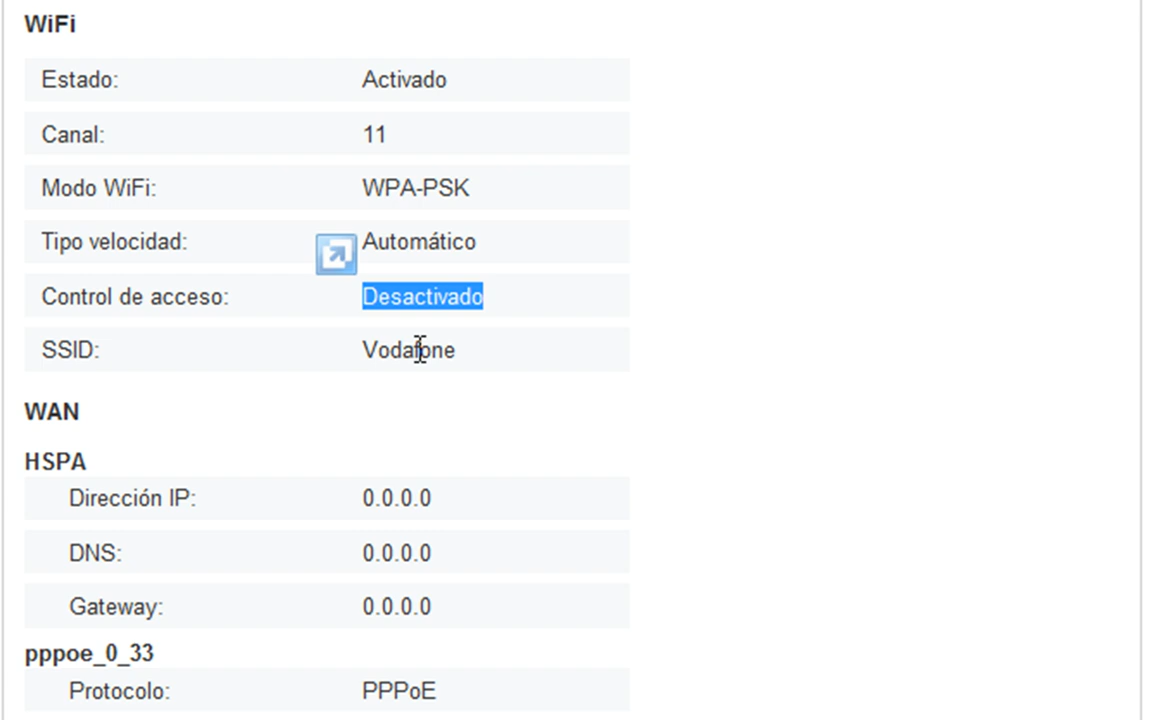 WiFi
Estado: Activado
Canal: 11
Modo WiFi: WPA-PSK
Tipo velocidad: Automático
Control de acceso: Desactivado
SSID: Vodafone
WAN
HSPA
Dirección IP: 0.0.0.0
DNS: 0.0.0.0
Gateway: 0.0.0.0
pppoe_0_33
Protocolo: PPPoE